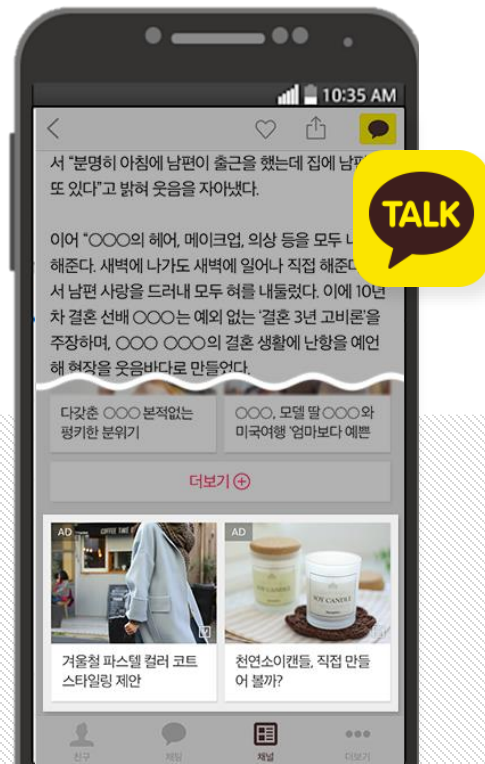 10:35 AM
TALK
서 “분명히 아침에 남편이 출근을 했는데 집에
또 있다”고 밝혀 웃음을 자아냈다.
이어 “○○○의 헤어, 메이크업, 의상 등을 모두
해준다. 새벽에 나가도 새벽에 일어나 직접
서 남편 사랑을 드러내 모두 혀를 내둘렀다. 이에 10년
차 결혼 선배 ○○○는 예외 없는 ‘결혼 3년 고비론’을
주장하며, ○○○ ○○○의 결혼 생활에 난항을 예언
해 현장을 웃음바다로 만들었다.
다갖춘 ○○○ 본적없는
펑키한 분위기
○○○, 모델 딸 ○○○와
미국여행 '엄마보다 예쁜
더보기
AD
COFFEE TAKE
겨울철 파스텔 컬러 코트
스타일링 제안
AD
SOY CANDLE
SOY CANDLE
천연소이캔들, 직접 만들
어 볼까?
친구
채팅
채널
더보기